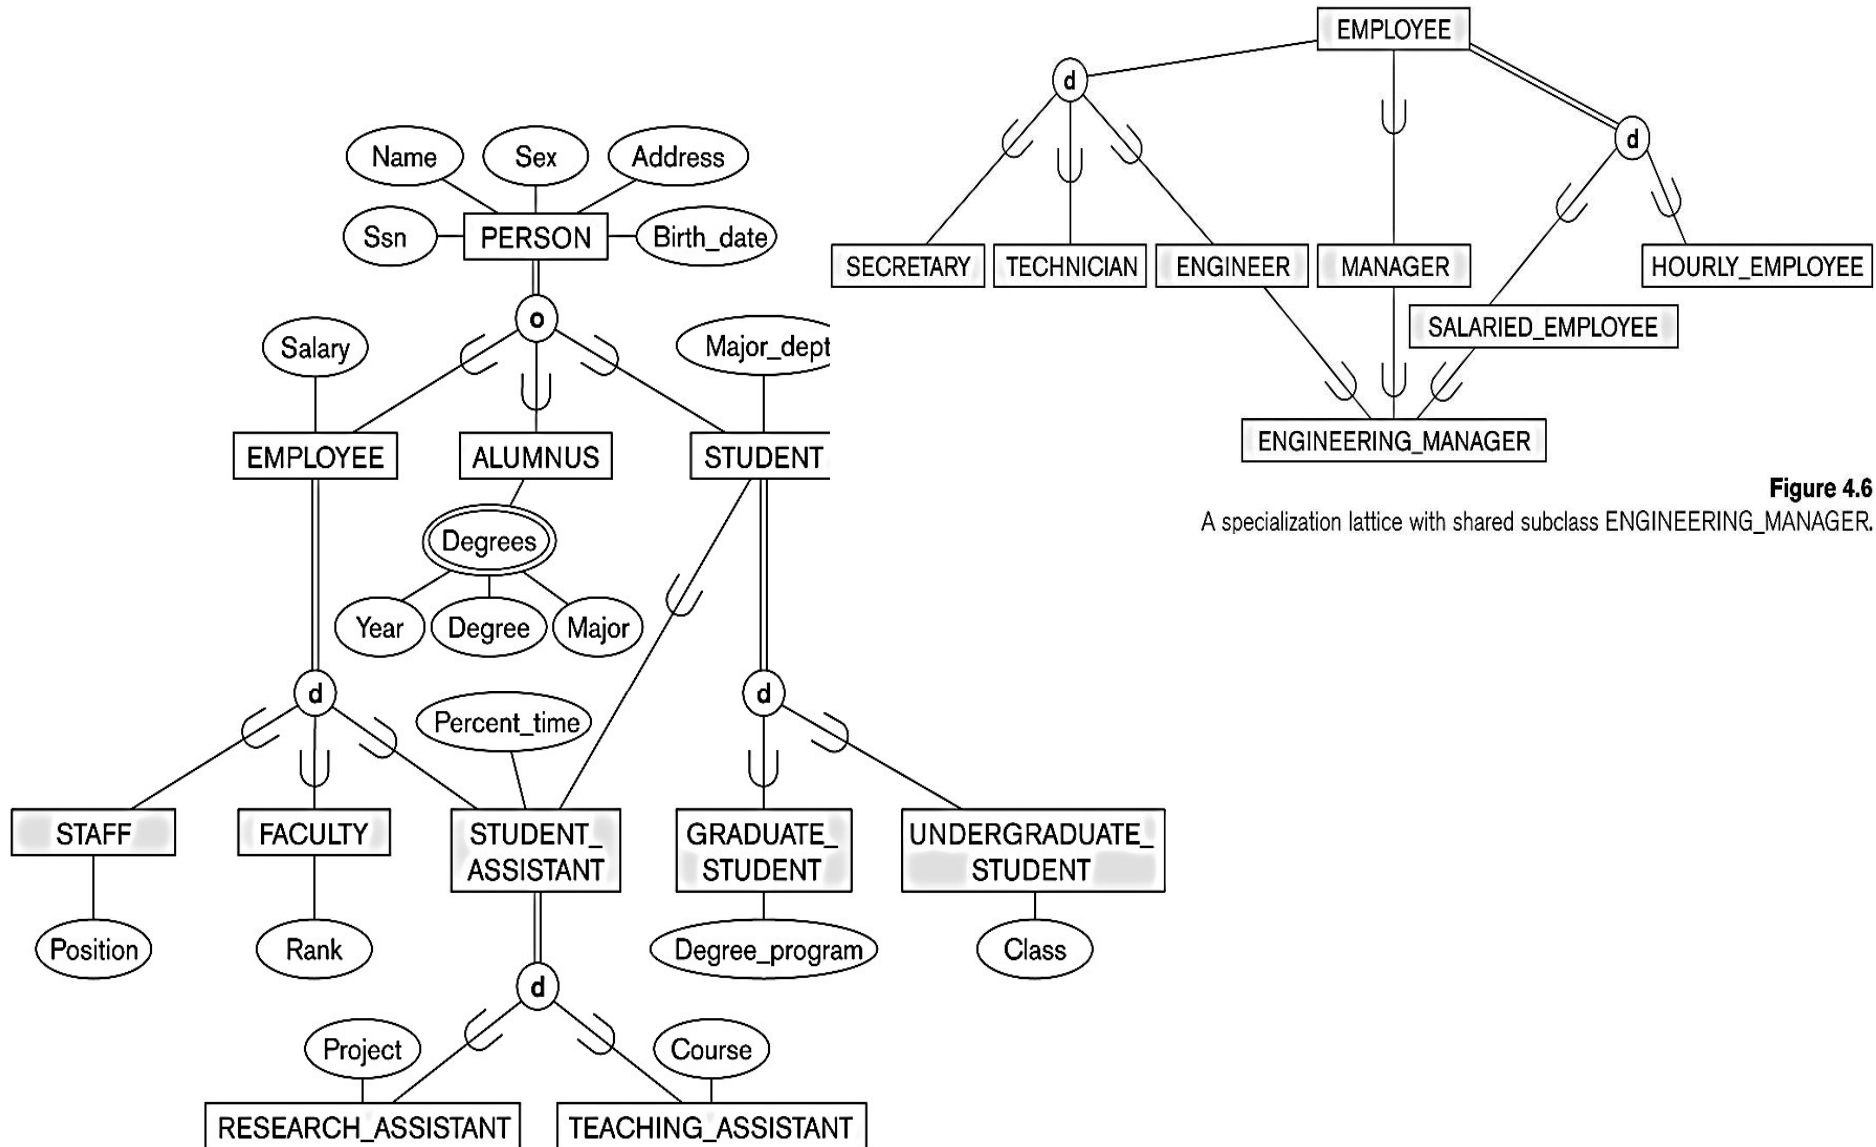 Name
Sex
Address
Ssn
PERSON
Birth_date
o
Salary
Major_dept
EMPLOYEE
ALUMNUS
STUDENT
Degrees
Year
Degree
Major
d
Percent_time
d
STAFF
FACULTY
STUDENT_
ASSISTANT
GRADUATE_
STUDENT
UNDERGRADUATE_
STUDENT
Position
Rank
Degree_program
Class
d
Project
Course
RESEARCH_ASSISTANT
TEACHING_ASSISTANT
EMPLOYEE
d
d
SECRETARY
TECHNICIAN
ENGINEER
MANAGER
HOURLY_EMPLOYEE
SALARIED_EMPLOYEE
ENGINEERING_MANAGER
Figure 4.6
A specialization lattice with shared subclass ENGINEERING_MANAGER.